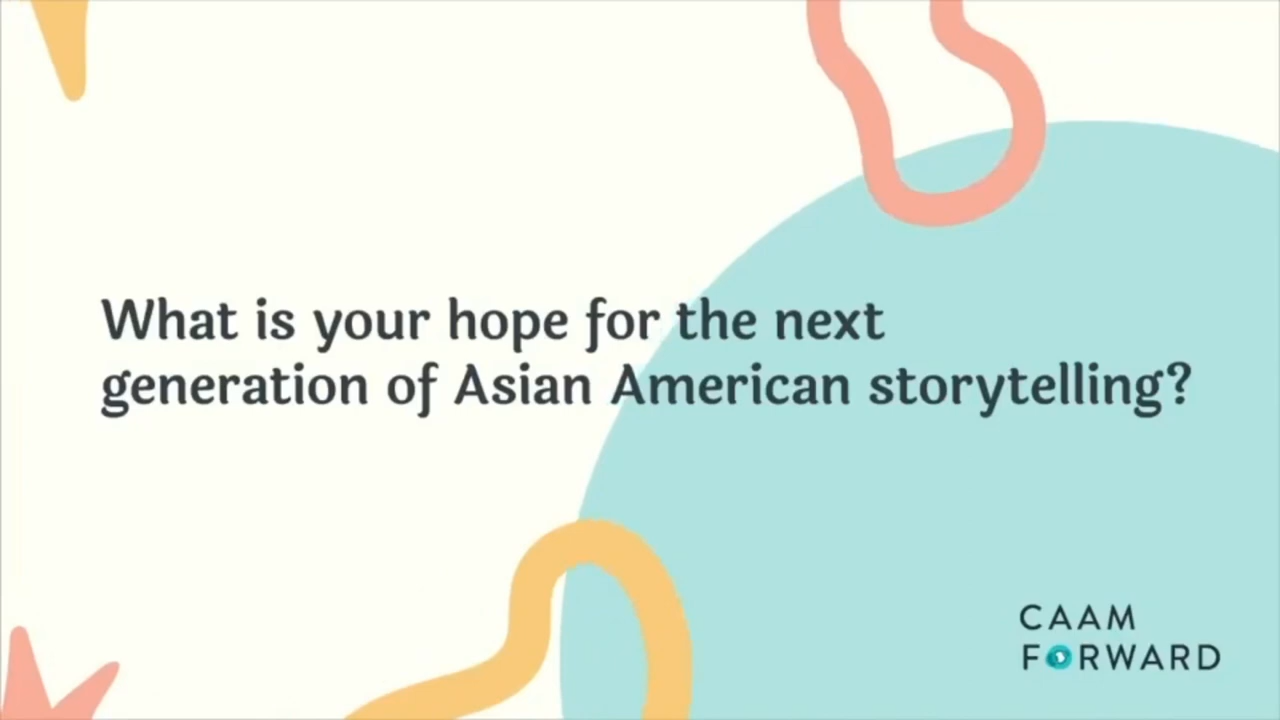 What is your hope for the next
generation of Asian American storytelling?
CAAM
FORWARD